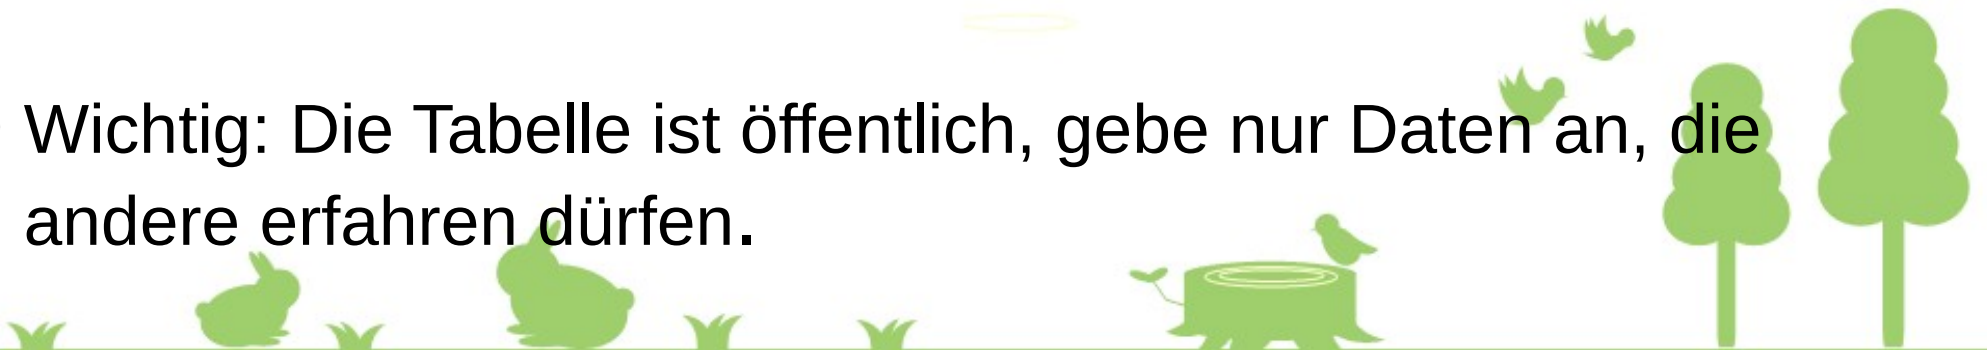 Wichtig: Die Tabelle ist öffentlich, gebe nur Daten an, die
andere erfahren dürfen.